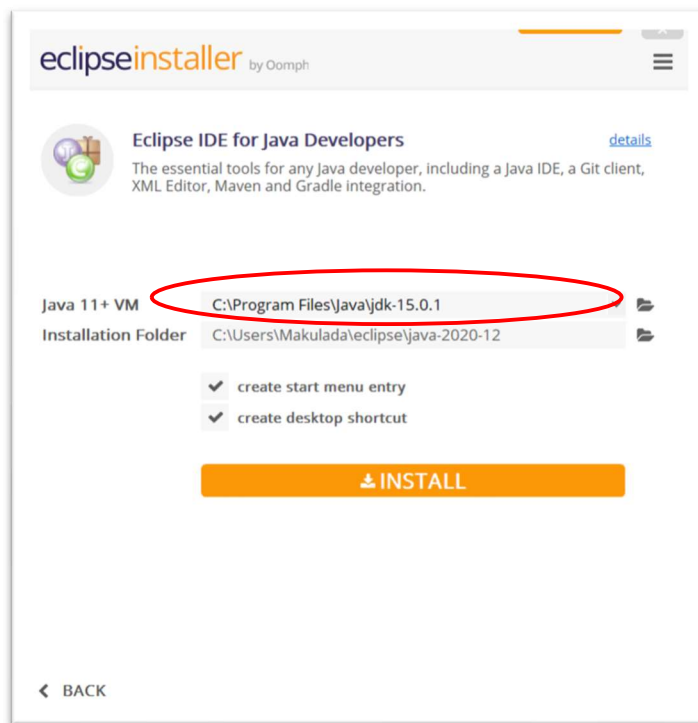 eclipseinstaller by Oomph
Eclipse IDE for Java Developers details
The essential tools for any Java developer, including a Java IDE, a Git client,
XML Editor, Maven and Gradle integration.
Java 11+ VM C:\Program Files\Java\jdk-15.0.1
Installation Folder C:\Users\Makulada\eclipse\java-2020-12
create start menu entry
create desktop shortcut
INSTALL
BACK